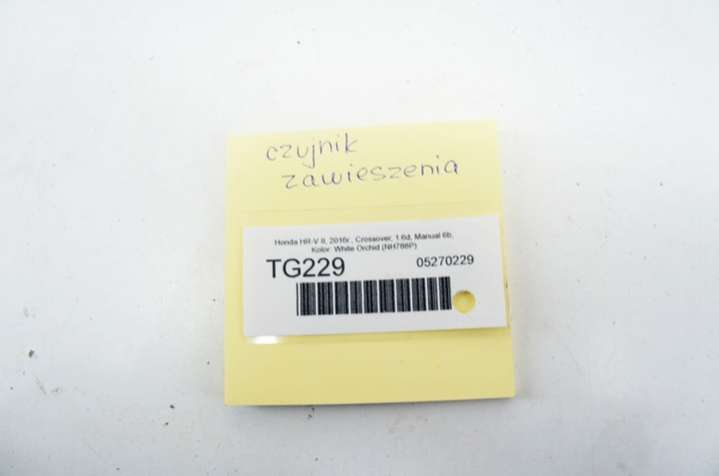 czujnik
zawieszenia
Honda HR-V II, 2016r., Crossover, 1.6d, Manual 6b,
Kolor: White Orchid (NH788P)
TG229 05270229